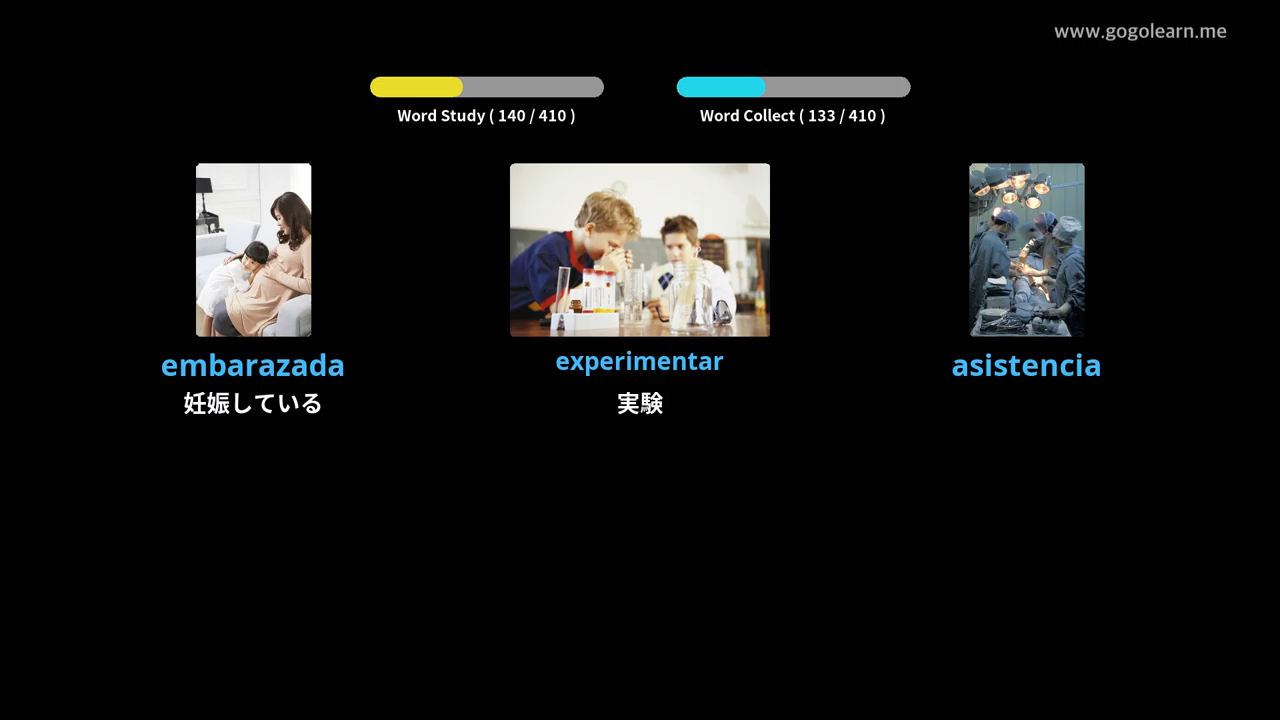 www.gogolearn.me
Word Study ( 140 / 410 )
Word Collect ( 133 / 410 )
embarazada
妊娠している
experimentar
実験
asistencia